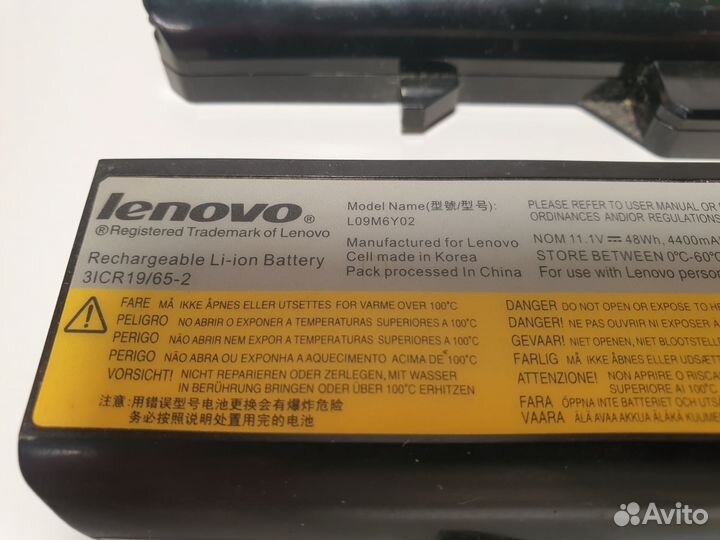 lenovo®
®Registered Trademark of Lenovo
Rechargeable Li-ion Battery
3ICR19/65-2
Model Name(型號/型号):
L09M6Y02
Manufactured for Lenovo
Cell made in Korea
Pack processed In China
PLEASE REFER TO USER MANUAL OR
ORDINANCES AND/OR REGULATIONS
NOM 11.1V 48Wh, 4400mA
STORE BETWEEN 0°C-60°
For use with Lenovo person
FARE MÅ IKKE ÅPNES ELLER UTSETTES FOR VARME OVER 100°C
PELIGRO NO ABRIR O EXPONER A TEMPERATURAS SUPERIORES A 100°C
PERIGO NÃO ABRIR NEM EXPOR A TEMPERATURAS SUPERIORES A 100°C
PERIGO NÃO ABRA OU EXPONHA A AQUECIMENTO ACIMA DE 100°C
VORSICHT! NICHT REPARIEREN ODER ZERLEGEN, MIT WASSER
IN BERÜHRUNG BRINGEN ODER ÜBER 100°C ERHITZEN
注意:用错误型号电池更换会有爆炸危险
务必按照说明处置用完的电池
DANGER DO NOT OPEN OR EXPOSE TO HE
DANGER! NE PAS OUVRIR NI EXPOSER A
GEVAAR! NIET OPENEN, NIET BLOOTSTELLE
FARLIG MÅ IKKE ÅBNES ELLER UDSÆT
ATTENZIONE! NON APRIRE O RISCA
SUPERIORE AI 100°C
FARA ÖPPNA INTE BATTERIET OCH UTSÄT
VAARA ÄLÄ AVAA AKKUA ÄLÄKÄ KUUME
Avito